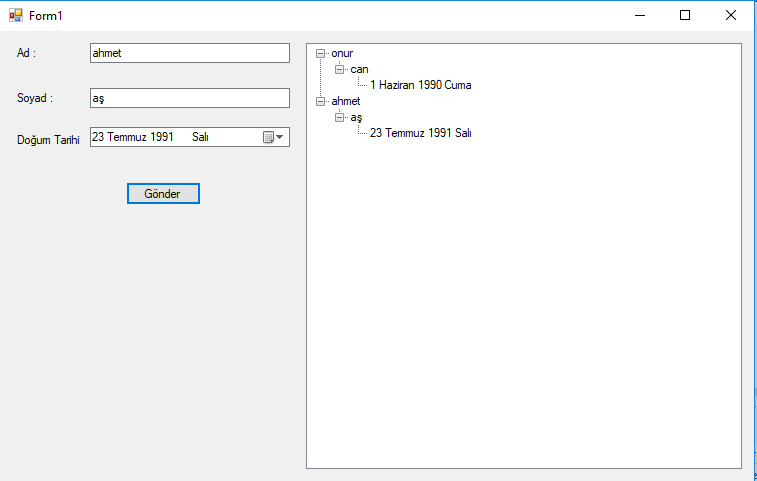 Form1
Ad :
ahmet
Soyad :
aş
Doğum Tarihi
23 Temmuz 1991 Salı
Gönder
onur
can
1 Haziran 1990 Cuma
ahmet
aş
23 Temmuz 1991 Salı